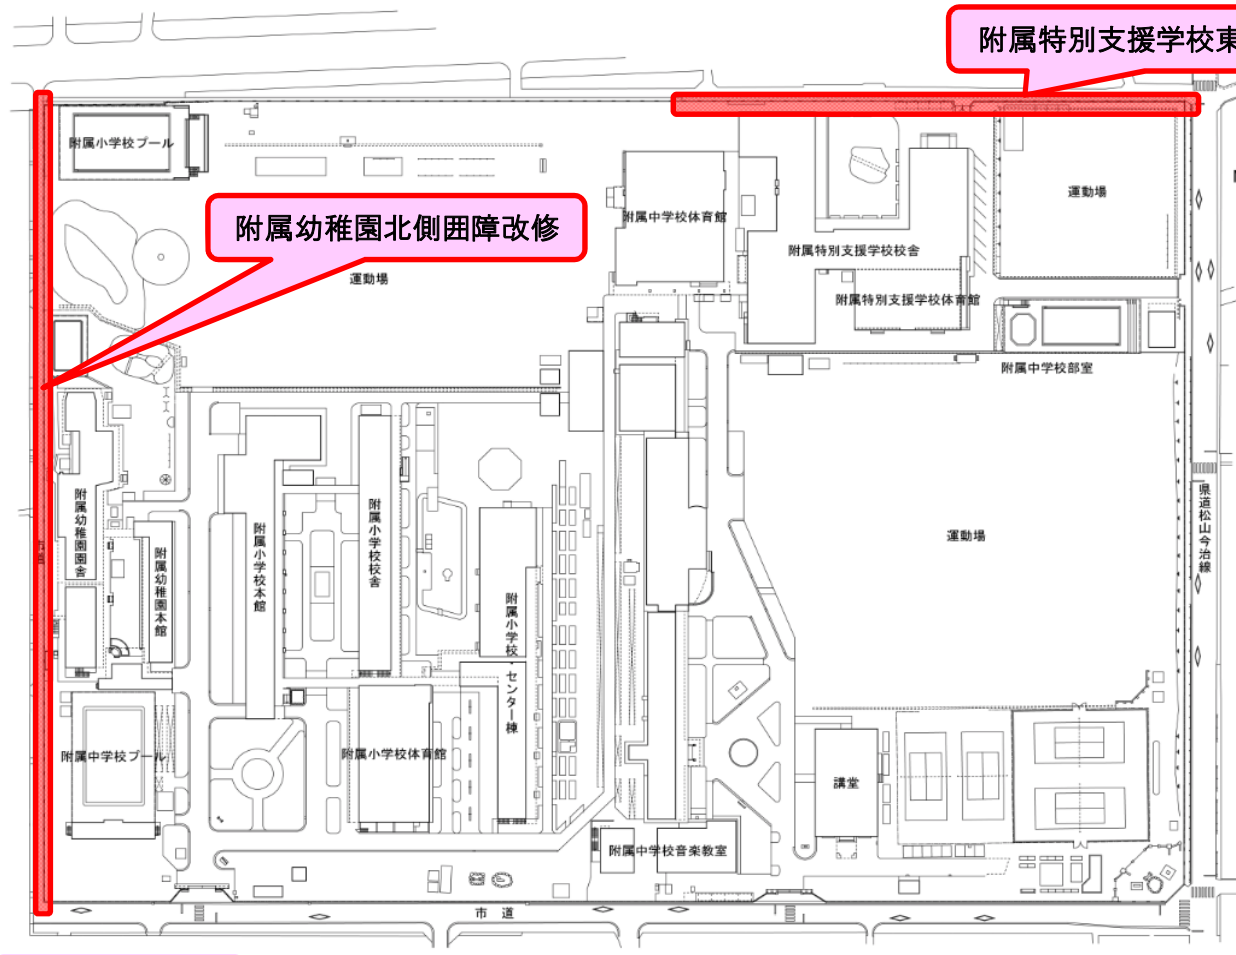 附属特別支援学校東
附属小学校プール
運動場
附属幼稚園北側囲障改修
附属中学校体育館
附属特別支援学校校舎
運動場
附属特別支援学校体育館
附属中学校部室
附属幼稚園園舎
附属幼稚園本館
附属小学校本館
附属小学校校舎
附属小学校・センター棟
運動場
県道松山今治線
市道
附属中学校プール
附属小学校体育館
講堂
附属中学校音楽教室
市 道